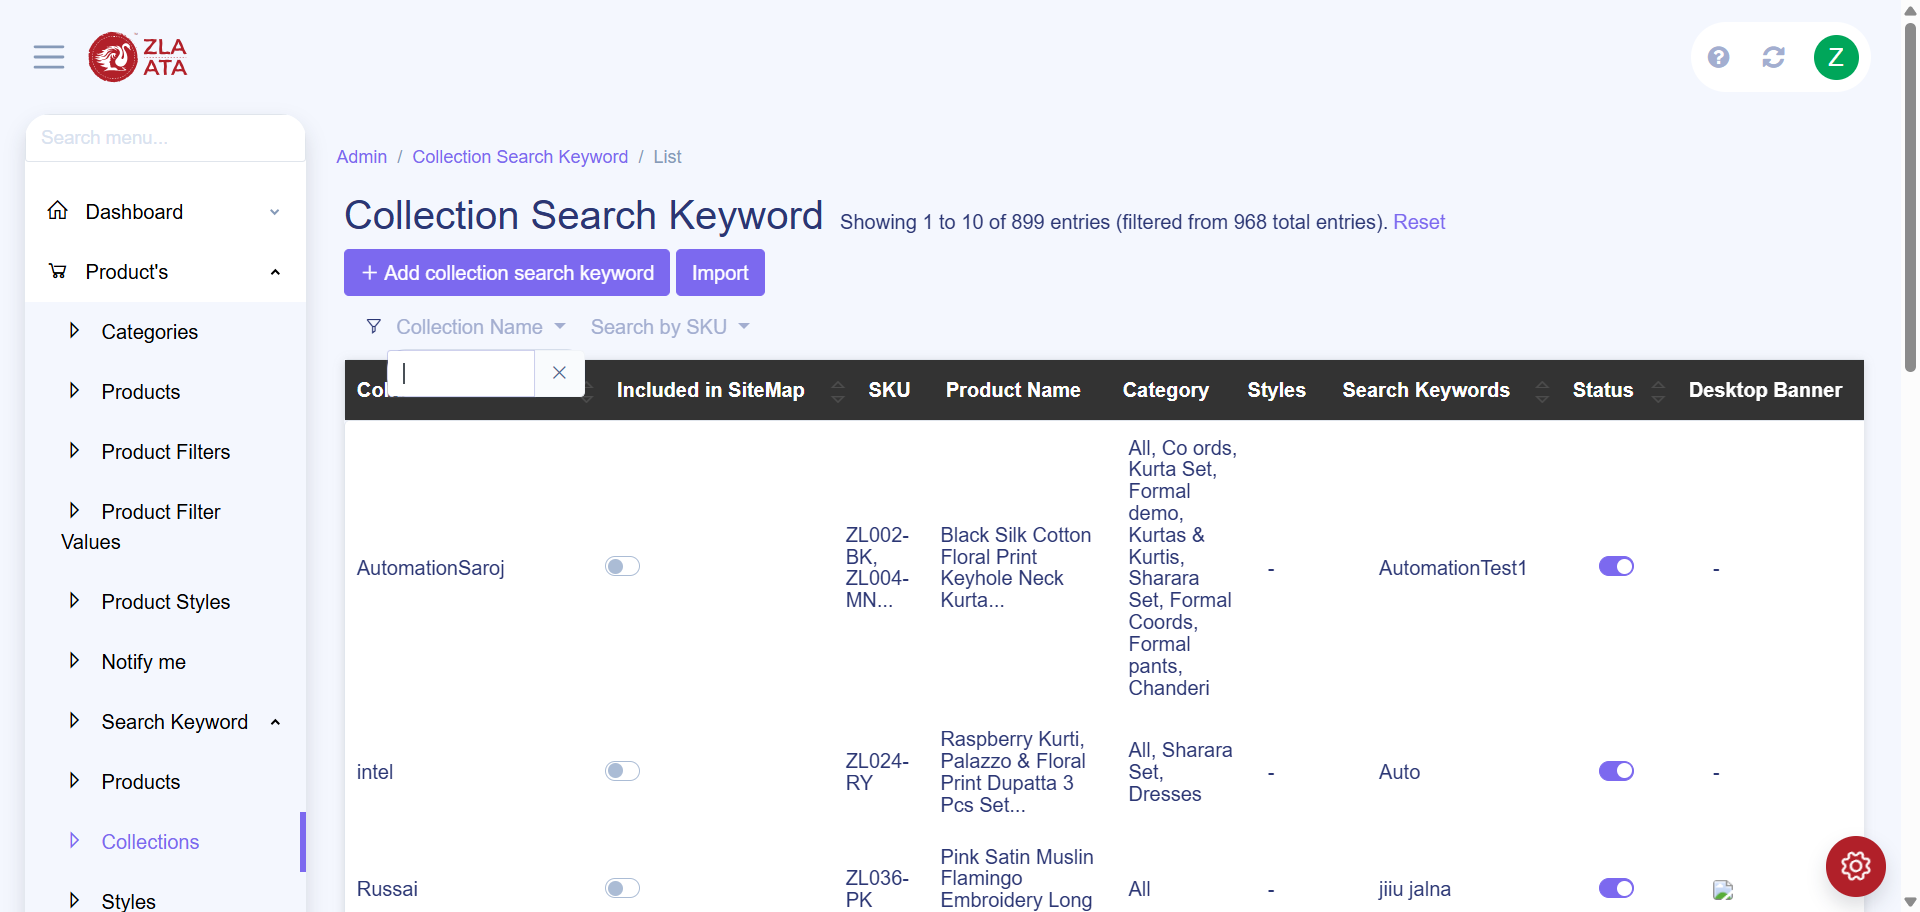 ZLA
ATA
Z
Search menu...
Dashboard
Product's
Categories
Products
Product Filters
Product Filter
Values
Product Styles
Notify me
Search Keyword
Products
Collections
Styles
Admin / Collection Search Keyword / List
Collection Search Keyword Showing 1 to 10 of 899 entries (filtered from 968 total entries). Reset
+ Add collection search keyword Import
Collection Name Search by SKU
Included in SiteMap SKU Product Name Category Styles Search Keywords Status Desktop Banner
AutomationSaroj
ZL002-
BK,
ZL004-
MN...
Black Silk Cotton
Floral Print
Keyhole Neck
Kurta...
All, Co ords,
Kurta Set,
Formal
demo,
Kurtas &
Kurtis,
Sharara
Set, Formal
Coords,
Formal
pants,
Chanderi
-
AutomationTest1
-
intel
ZL024-
RY
Raspberry Kurti,
Palazzo & Floral
Print Dupatta 3
Pcs Set...
All, Sharara
Set,
Dresses
-
Auto
-
Russai
ZL036-
PK
Pink Satin Muslin
Flamingo
Embroidery Long
All
-
jiiu jalna